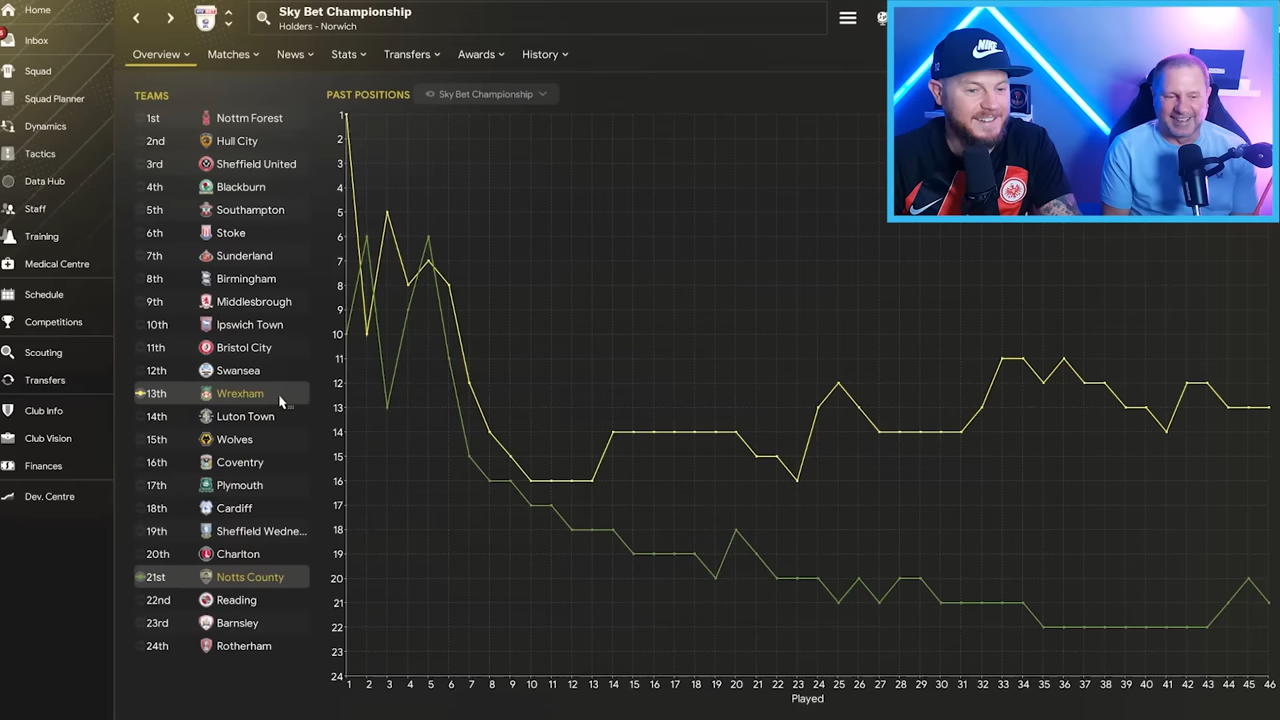 Home
Inbox
Squad
Squad Planner
Dynamics
Tactics
Data Hub
Staff
Training
Medical Centre
Schedule
Competitions
Scouting
Transfers
Club Info
Club Vision
Finances
Dev. Centre
Sky Bet Championship
Holders - Norwich
Overview Matches News Stats Transfers Awards History
TEAMS
1st Nottm Forest
2nd Hull City
3rd Sheffield United
4th Blackburn
5th Southampton
6th Stoke
7th Sunderland
8th Birmingham
9th Middlesbrough
10th Ipswich Town
11th Bristol City
12th Swansea
13th Wrexham
14th Luton Town
15th Wolves
16th Coventry
17th Plymouth
18th Cardiff
19th Sheffield Wedne...
20th Charlton
21st Notts County
22nd Reading
23rd Barnsley
24th Rotherham
PAST POSITIONS Sky Bet Championship
1
2
3
4
5
6
7
8
9
10
11
12
13
14
15
16
17
18
19
20
21
22
23
24
1 2 3 4 5 6 7 8 9 10 11 12 13 14 15 16 17 18 19 20 21 22 23 24 25 26 27 28 29 30 31 32 33 34 35 36 37 38 39 40 41 42 43 44 45 46
Played
NIKE